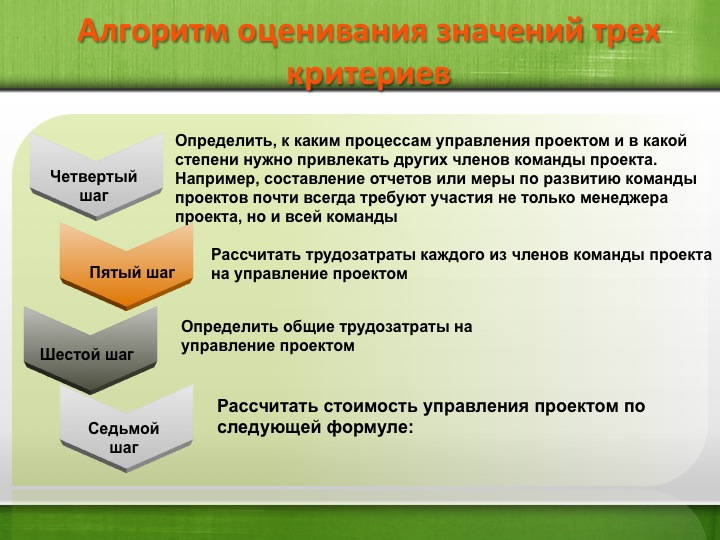 Алгоритм оценивания значений трех
критериев
Четвертый
шаг
Определить, к каким процессам управления проектом и в какой
степени нужно привлекать других членов команды проекта.
Например, составление отчетов или меры по развитию команды
проектов почти всегда требуют участия не только менеджера
проекта, но и всей команды
Пятый шаг
Рассчитать трудозатраты каждого из членов команды проекта
на управление проектом
Шестой шаг
Определить общие трудозатраты на
управление проектом
Седьмой
шаг
Рассчитать стоимость управления проектом по
следующей формуле: